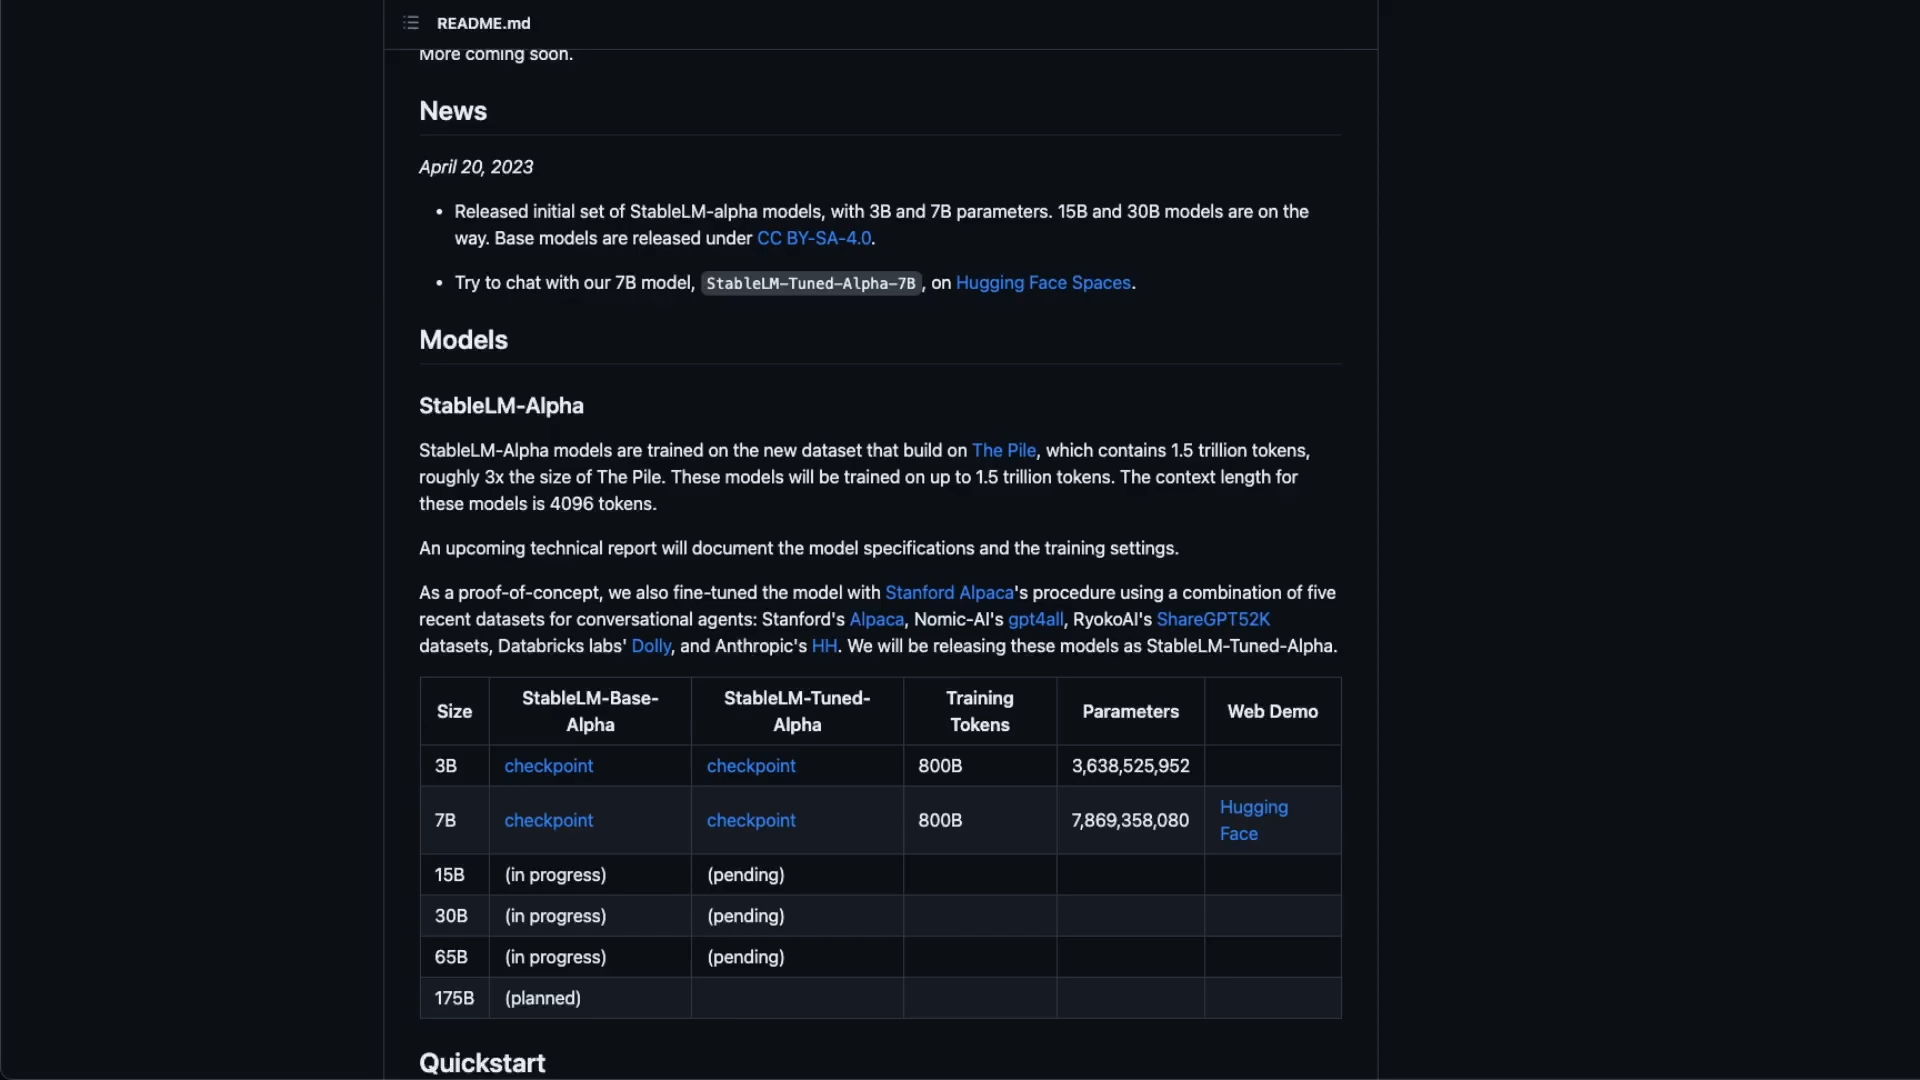 README.md
More coming soon.
News
April 20, 2023
• Released initial set of StableLM-alpha models, with 3B and 7B parameters. 15B and 30B models are on the
way. Base models are released under CC BY-SA-4.0.
• Try to chat with our 7B model, StableLM-Tuned-Alpha-7B, on Hugging Face Spaces.
Models
StableLM-Alpha
StableLM-Alpha models are trained on the new dataset that build on The Pile, which contains 1.5 trillion tokens,
roughly 3x the size of The Pile. These models will be trained on up to 1.5 trillion tokens. The context length for
these models is 4096 tokens.
An upcoming technical report will document the model specifications and the training settings.
As a proof-of-concept, we also fine-tuned the model with Stanford Alpaca's procedure using a combination of five
recent datasets for conversational agents: Stanford's Alpaca, Nomic-AI's gpt4all, RyokoAI's ShareGPT52K
datasets, Databricks labs' Dolly, and Anthropic's HH. We will be releasing these models as StableLM-Tuned-Alpha.
Size StableLM-Base-Alpha StableLM-Tuned-Alpha Training Tokens Parameters Web Demo
3B checkpoint checkpoint 800B 3,638,525,952
7B checkpoint checkpoint 800B 7,869,358,080 Hugging Face
15B (in progress) (pending)
30B (in progress) (pending)
65B (in progress) (pending)
175B (planned)
Quickstart